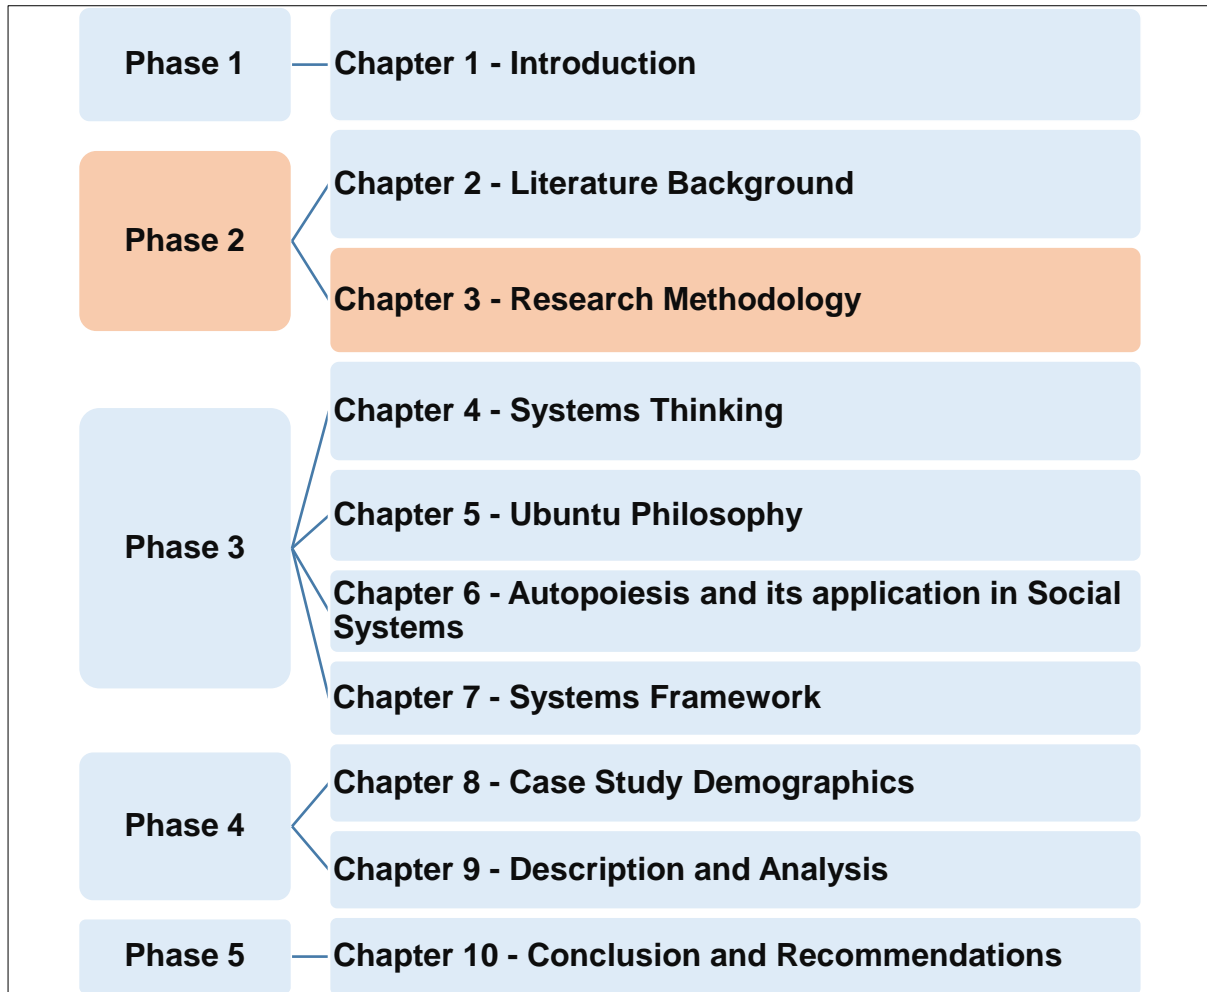 Phase 1
Chapter 1 - Introduction
Phase 2
Chapter 2 - Literature Background
Chapter 3 - Research Methodology
Phase 3
Chapter 4 - Systems Thinking
Chapter 5 - Ubuntu Philosophy
Chapter 6 - Autopoiesis and its application in Social
Systems
Chapter 7 - Systems Framework
Phase 4
Chapter 8 - Case Study Demographics
Chapter 9 - Description and Analysis
Phase 5
Chapter 10 - Conclusion and Recommendations